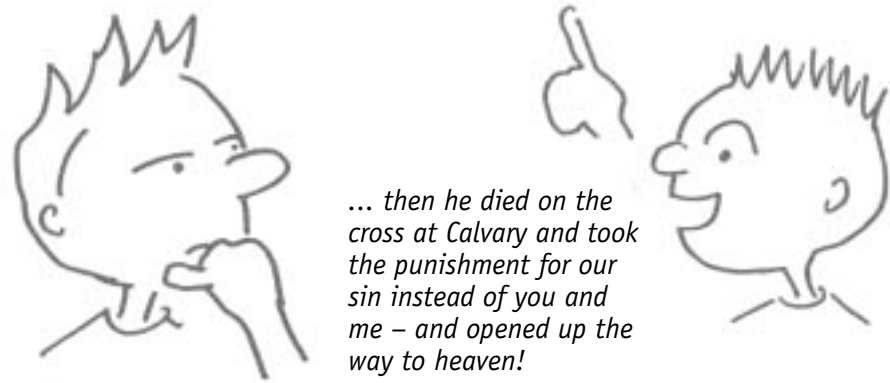 ... then he died on the
cross at Calvary and took
the punishment for our
sin instead of you and
me – and opened up the
way to heaven!